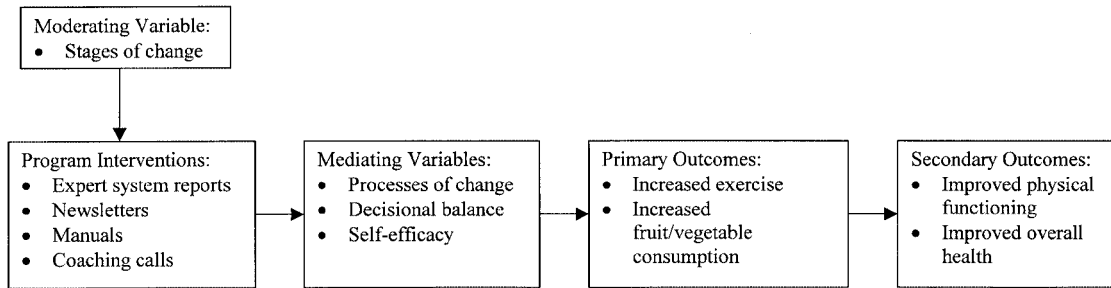 Moderating Variable:
• Stages of change
Program Interventions:
• Expert system reports
• Newsletters
• Manuals
• Coaching calls
Mediating Variables:
• Processes of change
• Decisional balance
• Self-efficacy
Primary Outcomes:
• Increased exercise
• Increased
fruit/vegetable
consumption
Secondary Outcomes:
• Improved physical
functioning
• Improved overall
health